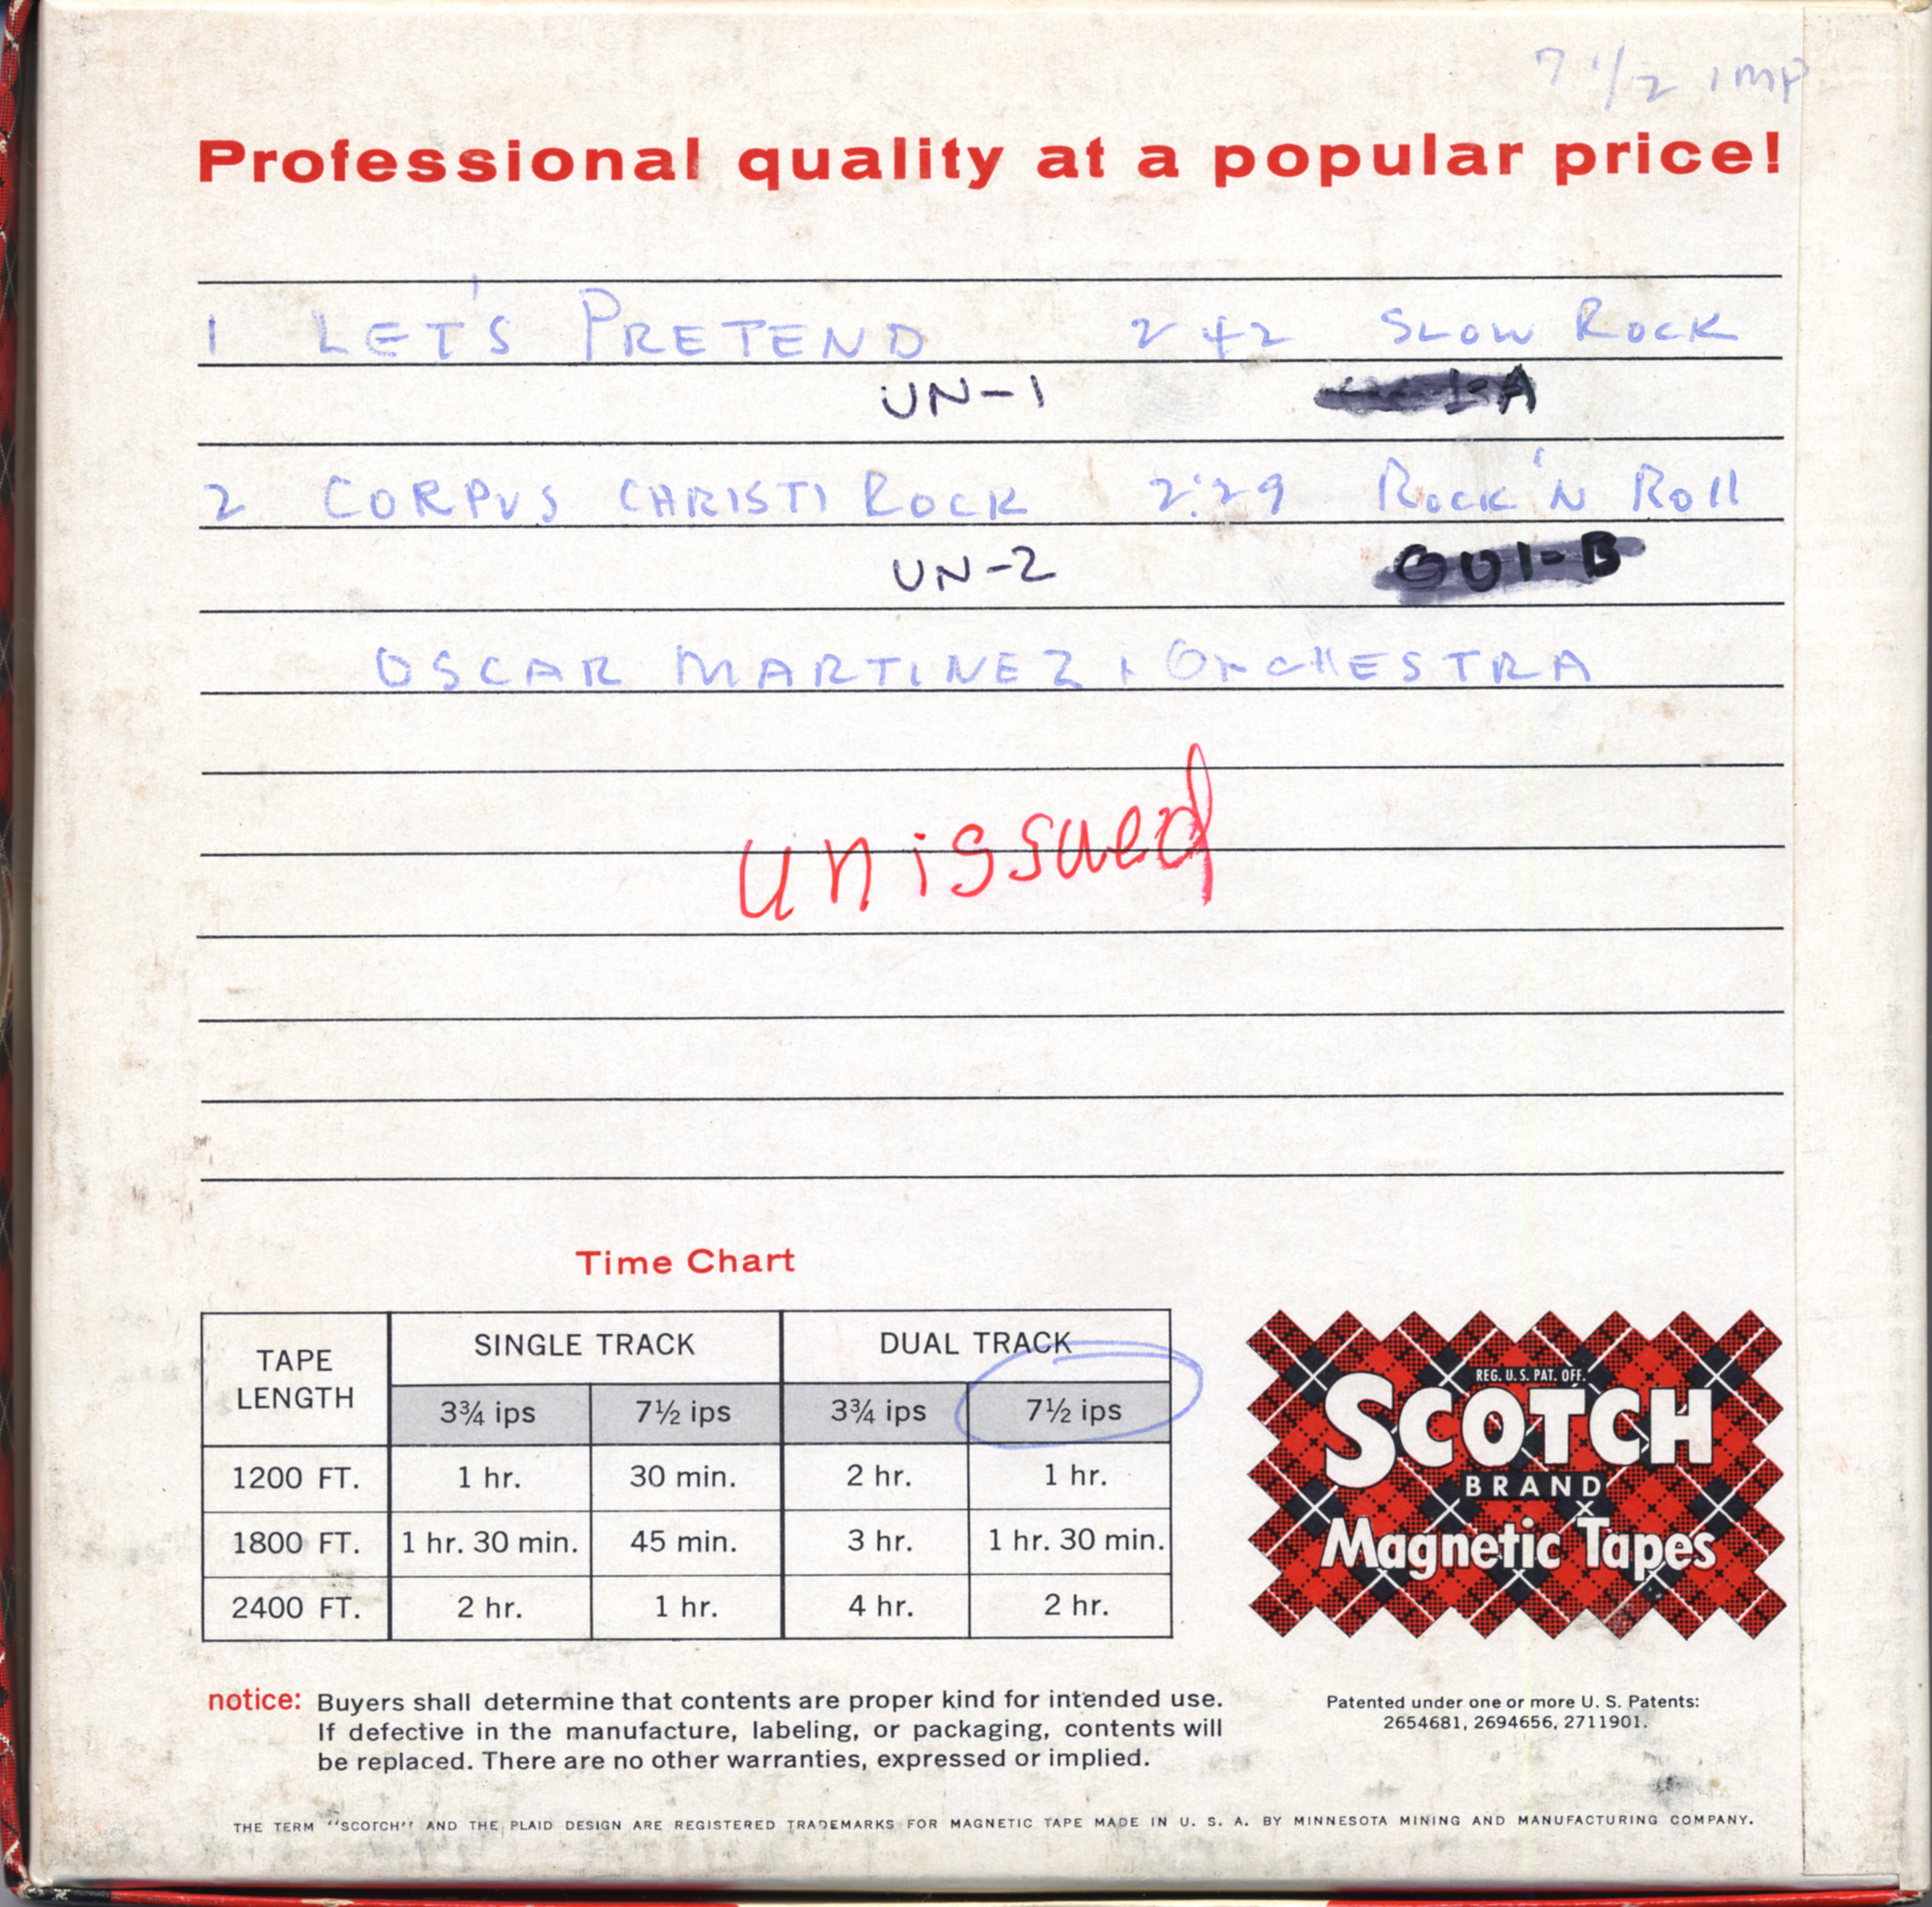 7 1/2 IMP
Professional quality at a popular price!
1 LET'S PRETEND 2 42 SLOW ROCK
UN-1 1-A
2 CORPUS CHRISTI ROCK 2:29 ROCK 'N Roll
UN-2 001-B
OSCAR MARTINEZ + OrcHESTRA
unissued
Time Chart
TAPE LENGTH SINGLE TRACK DUAL TRACK
3¾ ips 7½ ips 3¾ ips 7½ ips
1200 FT. 1 hr. 30 min. 2 hr. 1 hr.
1800 FT. 1 hr. 30 min. 45 min. 3 hr. 1 hr. 30 min.
2400 FT. 2 hr. 1 hr. 4 hr. 2 hr.
REG. U. S. PAT. OFF.
SCOTCH
BRAND
Magnetic Tapes
notice: Buyers shall determine that contents are proper kind for intended use.
If defective in the manufacture, labeling, or packaging, contents will
be replaced. There are no other warranties, expressed or implied.
Patented under one or more U. S. Patents:
2654681, 2694656, 2711901.
THE TERM "SCOTCH" AND THE PLAID DESIGN ARE REGISTERED TRADEMARKS FOR MAGNETIC TAPE MADE IN U. S. A. BY MINNESOTA MINING AND MANUFACTURING COMPANY.